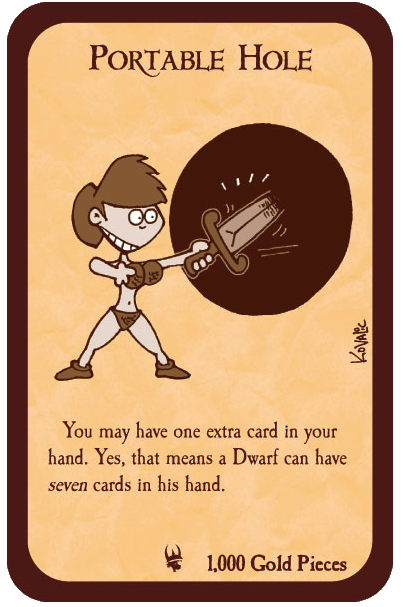 Portable Hole
Kovalic
You may have one extra card in your
hand. Yes, that means a Dwarf can have
seven cards in his hand.
1,000 Gold Pieces